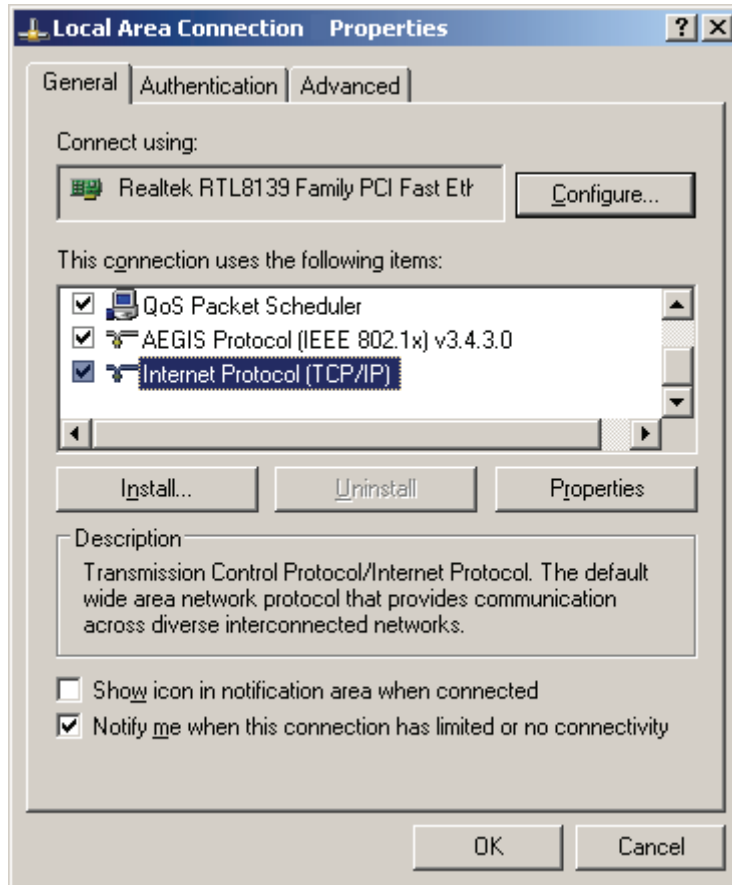 Local Area Connection Properties
General
Authentication
Advanced
Connect using:
Realtek RTL8139 Family PCI Fast Eth
Configure...
This connection uses the following items:
QoS Packet Scheduler
AEGIS Protocol (IEEE 802.1x) v3.4.3.0
Internet Protocol (TCP/IP)
Install...
Uninstall
Properties
Description
Transmission Control Protocol/Internet Protocol. The default
wide area network protocol that provides communication
across diverse interconnected networks.
Show icon in notification area when connected
Notify me when this connection has limited or no connectivity
OK
Cancel